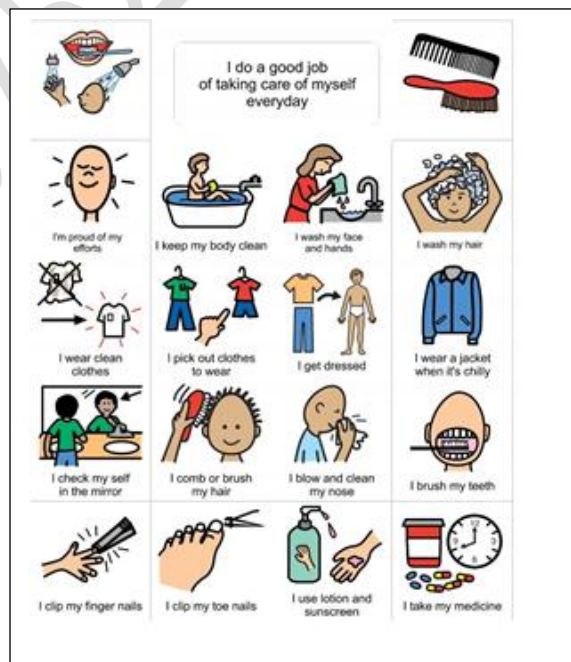 I do a good job
of taking care of myself
everyday
I'm proud of my
efforts
I keep my body clean
I wash my face
and hands
I wash my hair
I wear clean
clothes
I pick out clothes
to wear
I get dressed
I wear a jacket
when it's chilly
I check my self
in the mirror
I comb or brush
my hair
I blow and clean
my nose
I brush my teeth
I clip my finger nails
I clip my toe nails
I use lotion and
sunscreen
I take my medicine